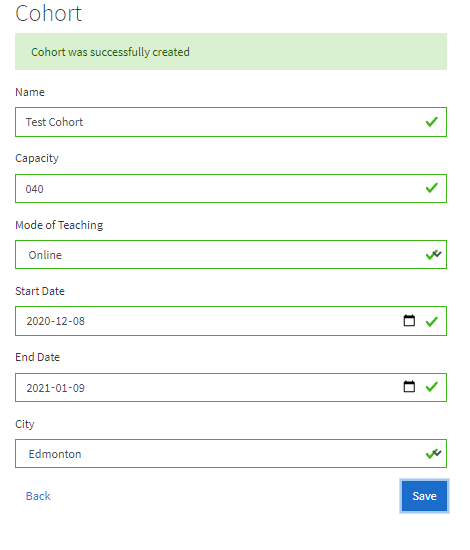 Cohort
Cohort was successfully created
Name
Test Cohort
Capacity
040
Mode of Teaching
Online
Start Date
2020-12-08
End Date
2021-01-09
City
Edmonton
Back Save